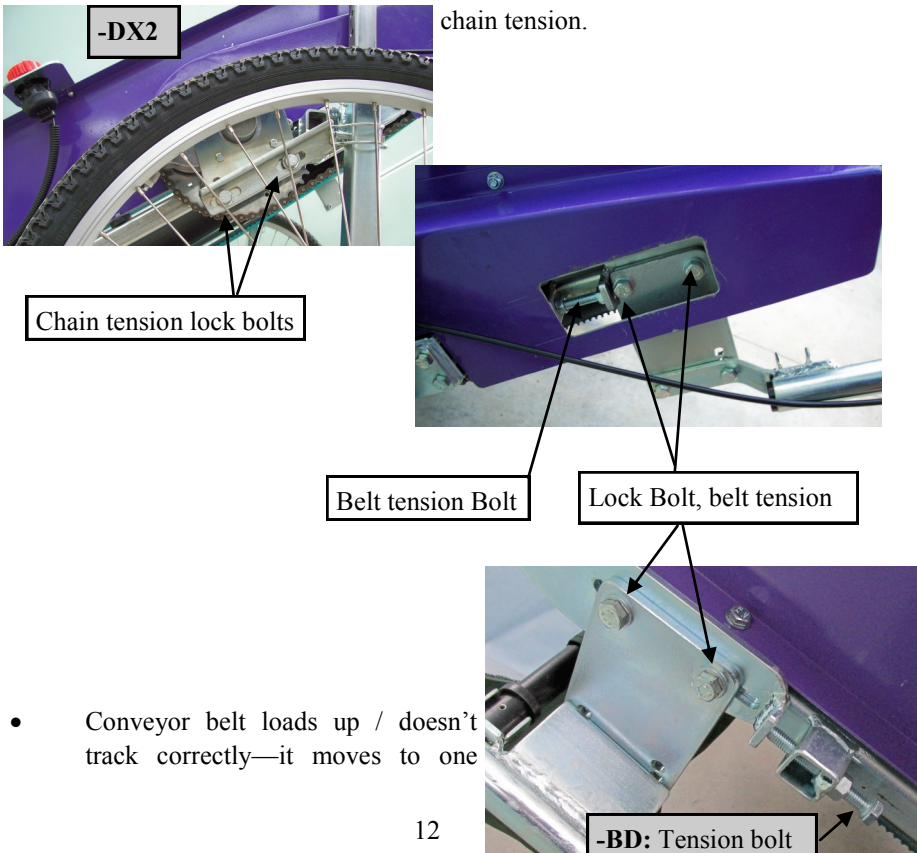 -DX2
chain tension.
Chain tension lock bolts
Belt tension Bolt
Lock Bolt, belt tension
• Conveyor belt loads up / doesn’t
track correctly—it moves to one
-BD: Tension bolt
12